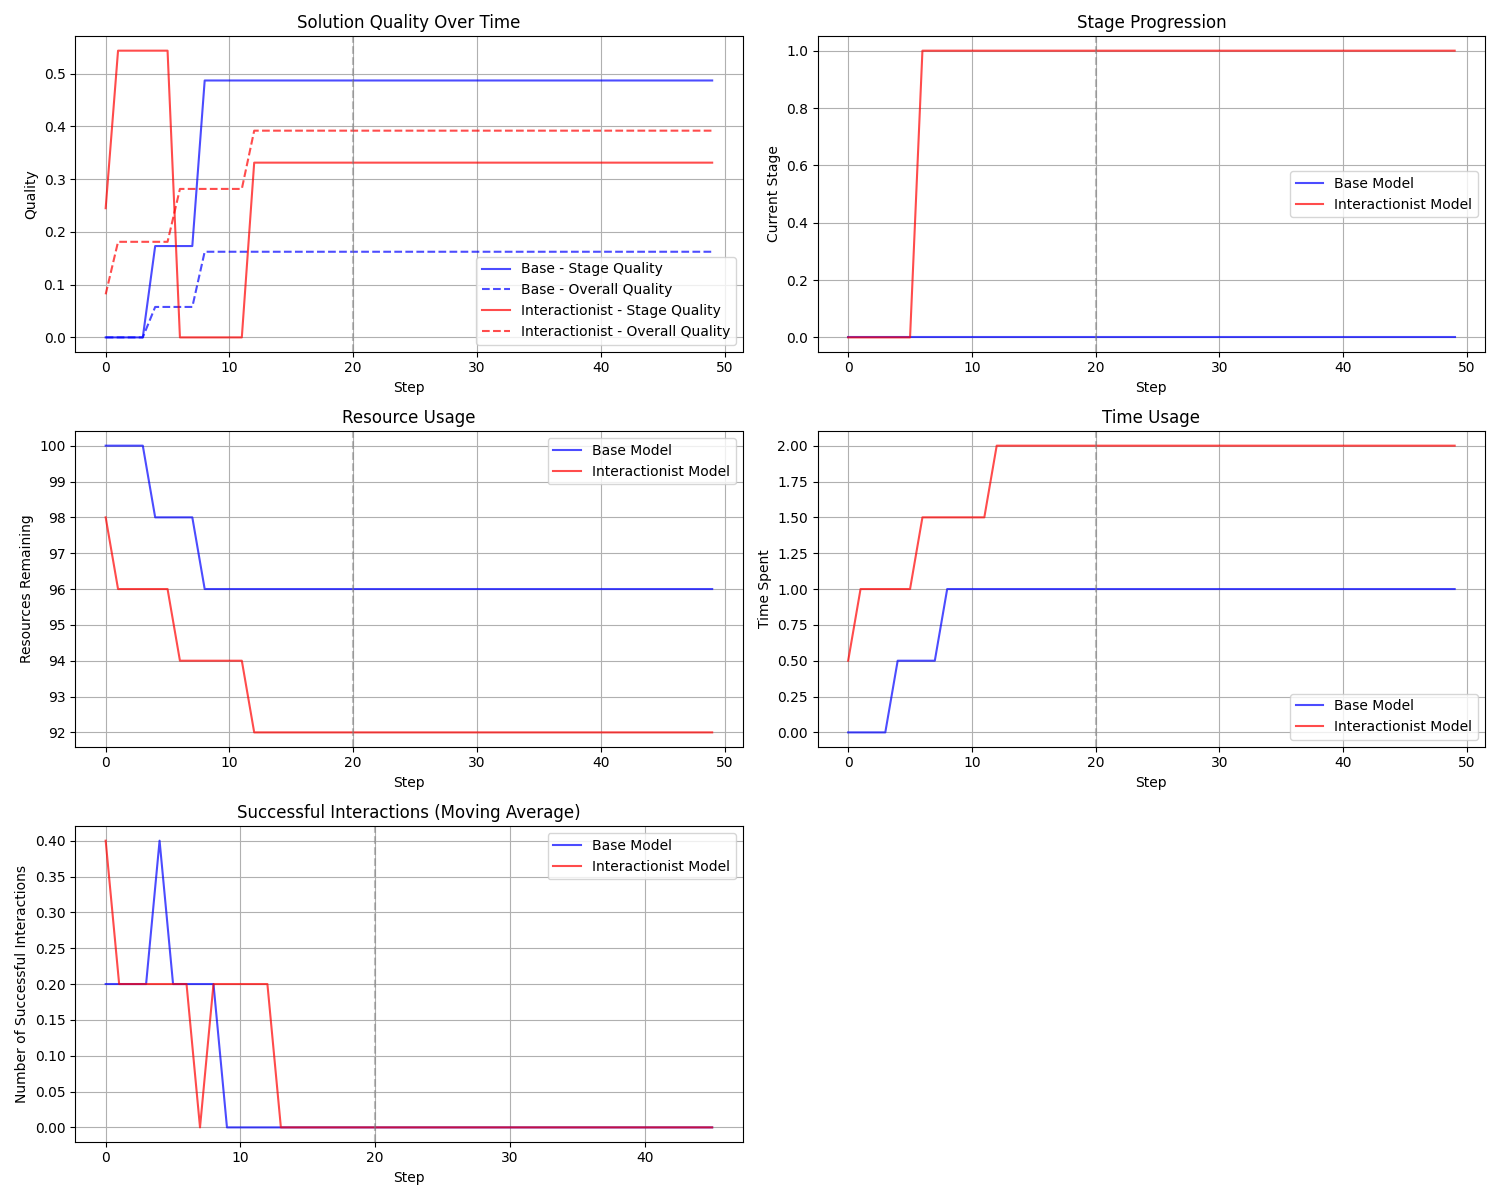 Solution Quality Over Time
Quality
0.5
0.4
0.3
0.2
0.1
0.0
0 10 20 30 40 50
Step
Base - Stage Quality
Base - Overall Quality
Interactionist - Stage Quality
Interactionist - Overall Quality
Stage Progression
Current Stage
1.0
0.8
0.6
0.4
0.2
0.0
0 10 20 30 40 50
Step
Base Model
Interactionist Model
Resource Usage
Resources Remaining
100
99
98
97
96
95
94
93
92
0 10 20 30 40 50
Step
Base Model
Interactionist Model
Time Usage
Time Spent
2.00
1.75
1.50
1.25
1.00
0.75
0.50
0.25
0.00
0 10 20 30 40 50
Step
Base Model
Interactionist Model
Successful Interactions (Moving Average)
Number of Successful Interactions
0.40
0.35
0.30
0.25
0.20
0.15
0.10
0.05
0.00
0 10 20 30 40
Step
Base Model
Interactionist Model